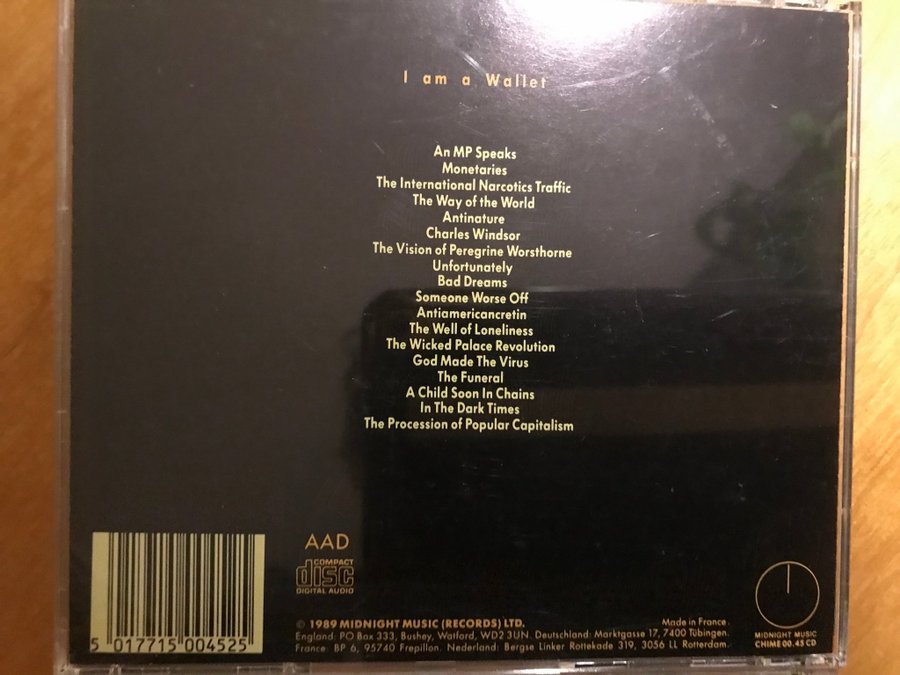 I am a Wallet
An MP Speaks
Monetaries
The International Narcotics Traffic
The Way of the World
Antinature
Charles Windsor
The Vision of Peregrine Worsthorne
Unfortunately
Bad Dreams
Someone Worse Off
Antiamericancretin
The Well of Loneliness
The Wicked Palace Revolution
God Made The Virus
The Funeral
A Child Soon In Chains
In The Dark Times
The Procession of Popular Capitalism
AAD
COMPACT
disc
DIGITAL AUDIO
5 017715 004525
© 1989 MIDNIGHT MUSIC (RECORDS) LTD.
Made in France.
England: PO Box 333, Bushey, Watford, WD2 3UN. Deutschland: Marktgasse 17, 7400 Tübingen.
France: BP 6, 95740 Frepillon. Nederland: Bergse Linker Rottekade 319, 3056 LL Rotterdam.
MIDNIGHT MUSIC
CHIME 00.45 CD